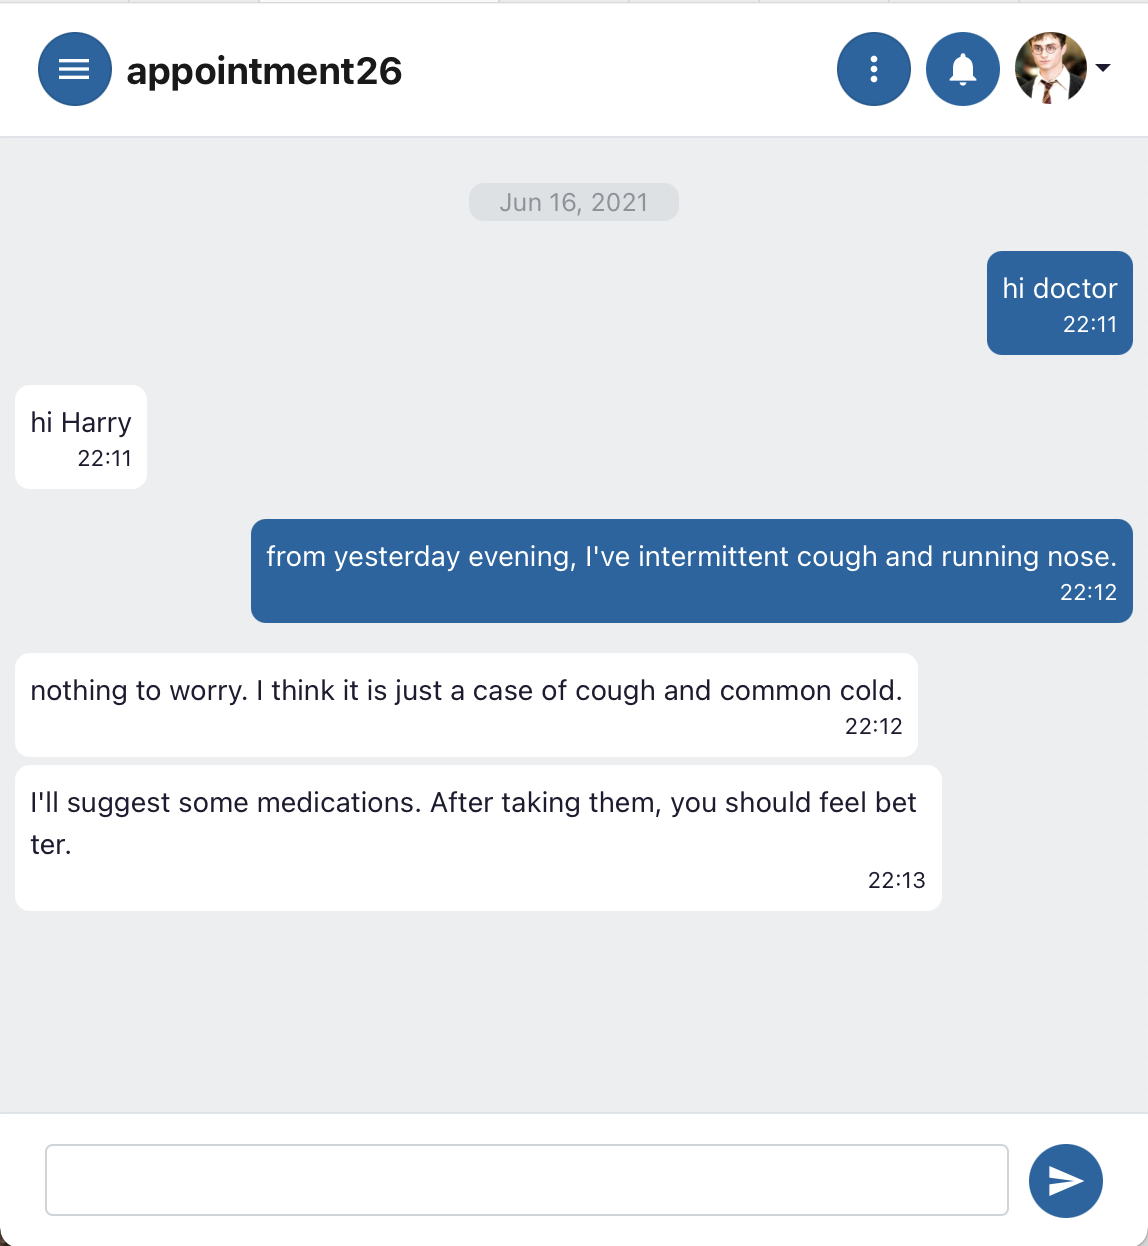 appointment26
Jun 16, 2021
hi doctor
22:11
hi Harry
22:11
from yesterday evening, I've intermittent cough and running nose.
22:12
nothing to worry. I think it is just a case of cough and common cold.
22:12
I'll suggest some medications. After taking them, you should feel bet
ter.
22:13